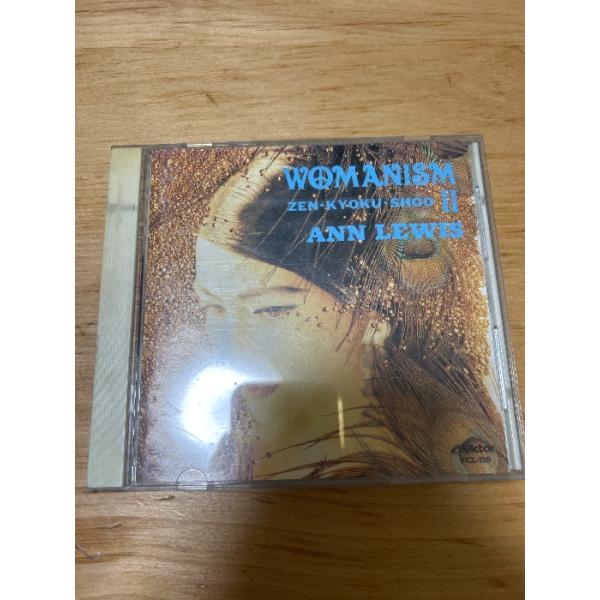 WOMANISM
ZEN·KYOKU·SHOO II
ANN LEWIS
Victor